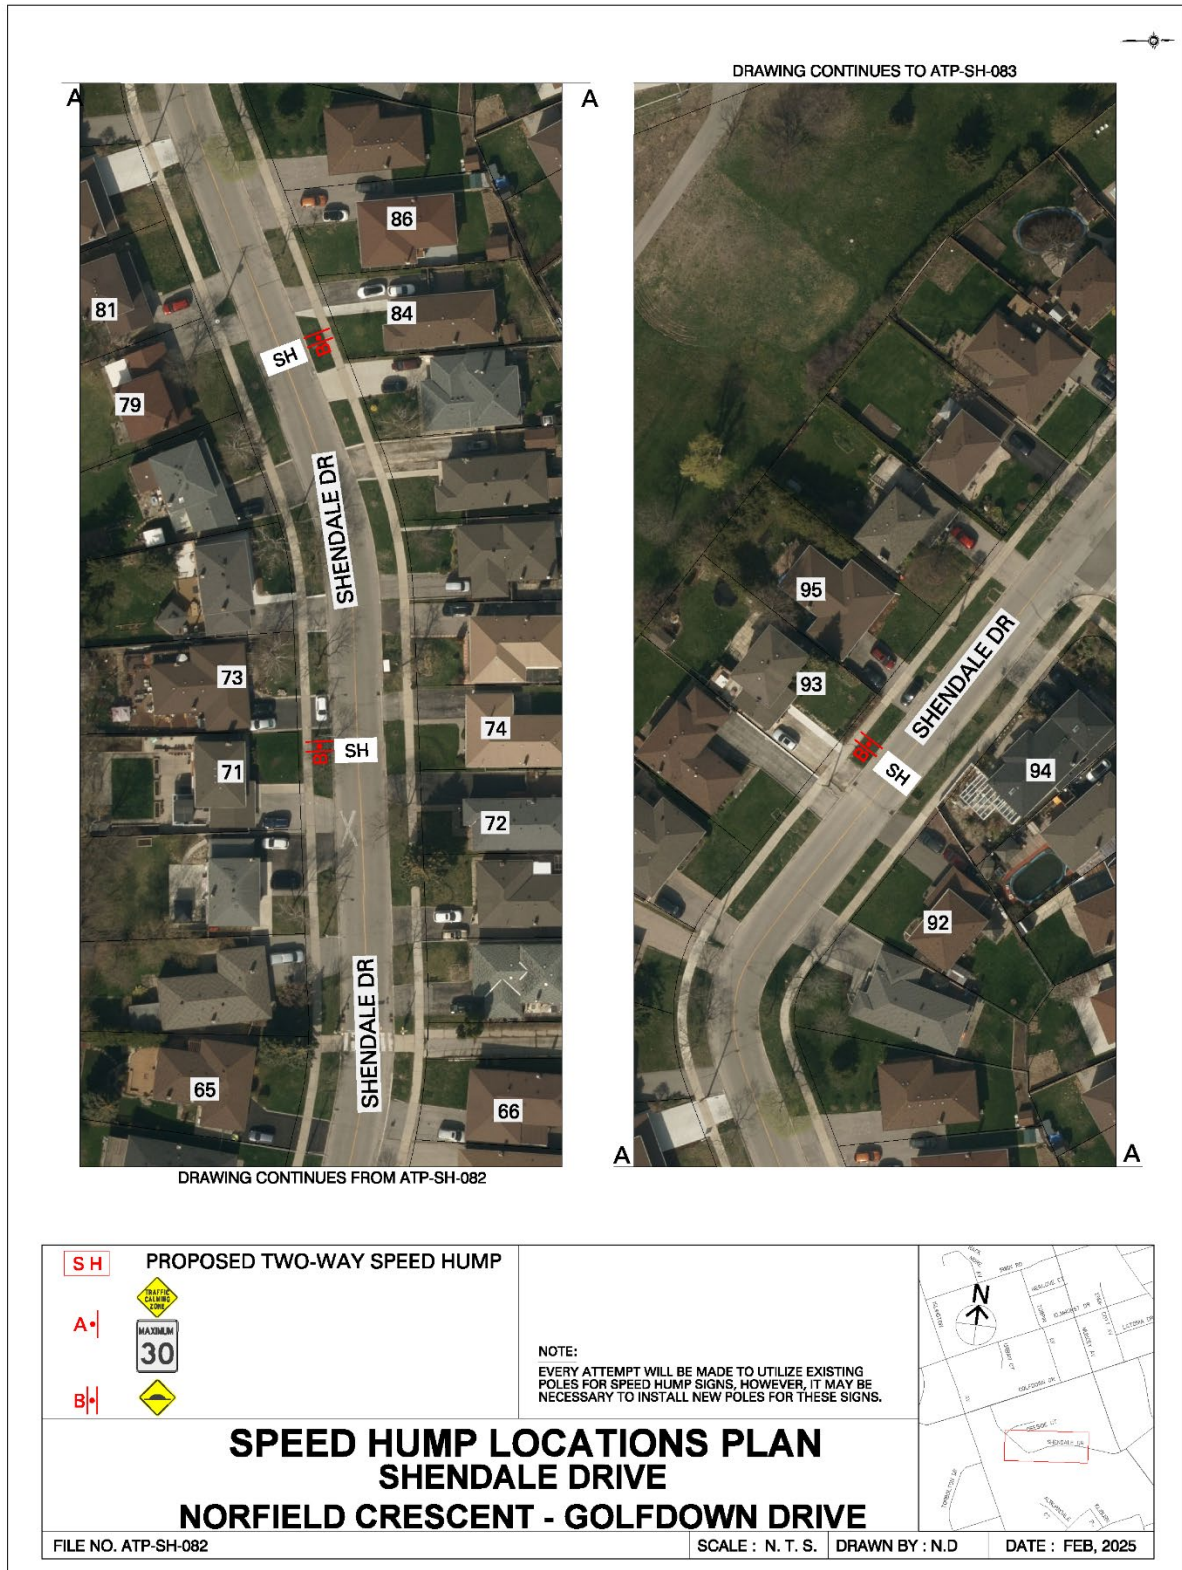 DRAWING CONTINUES TO ATP-SH-083
A
A
86
81
84
B
SH
79
SHENDALE DR
73
74
B
SH
71
72
SHENDALE DR
65
66
DRAWING CONTINUES FROM ATP-SH-082
95
93
SHENDALE DR
B
SH
94
92
A
A
SH PROPOSED TWO-WAY SPEED HUMP
TRAFFIC
CALMING
ZONE
A
MAXIMUM
30
B
NOTE:
EVERY ATTEMPT WILL BE MADE TO UTILIZE EXISTING
POLES FOR SPEED HUMP SIGNS, HOWEVER, IT MAY BE
NECESSARY TO INSTALL NEW POLES FOR THESE SIGNS.
N
GOLFDOWN DR
SHENDALE DR
SPEED HUMP LOCATIONS PLAN
SHENDALE DRIVE
NORFIELD CRESCENT - GOLFDOWN DRIVE
FILE NO. ATP-SH-082
SCALE : N. T. S.
DRAWN BY : N.D
DATE : FEB, 2025